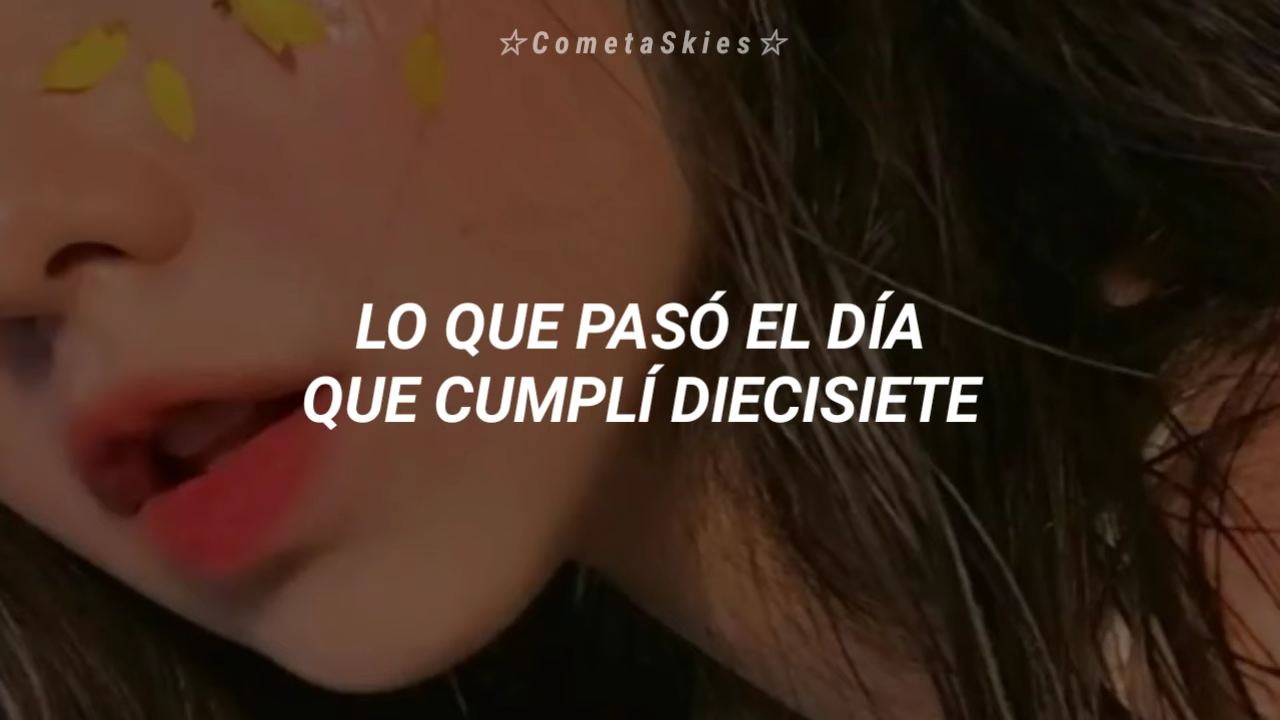 ☆CometaSkies☆
LO QUE PASÓ EL DÍA
QUE CUMPLÍ DIECISIETE